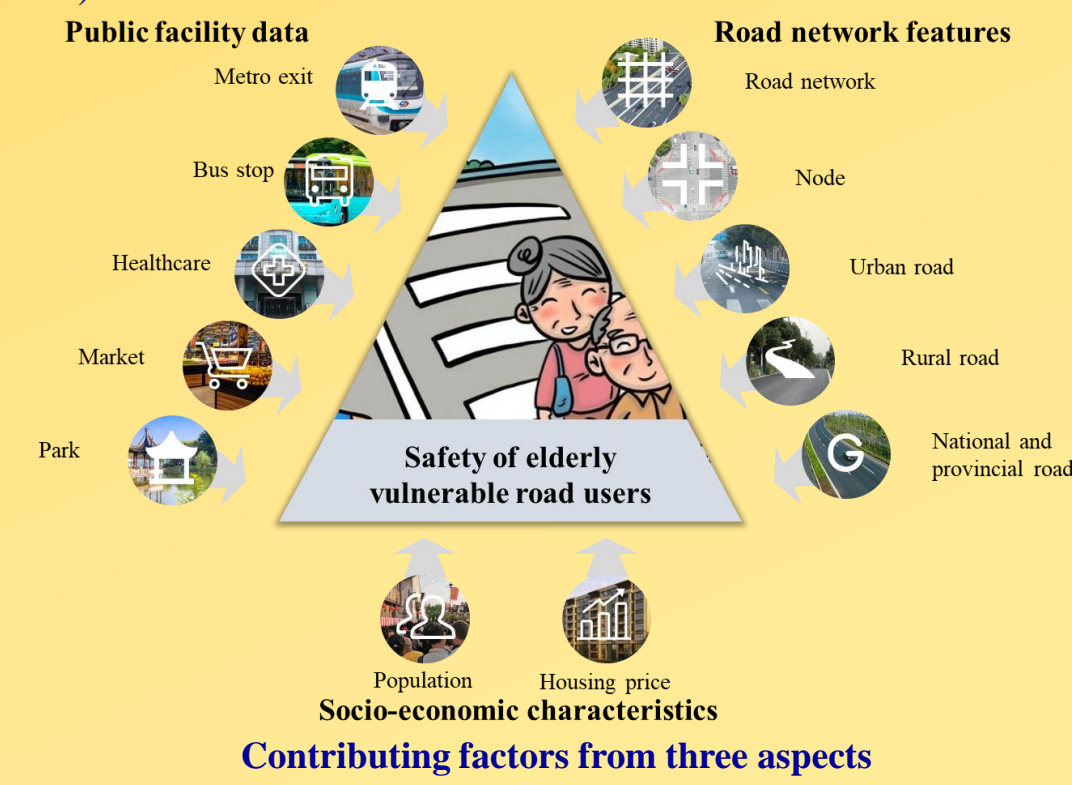 Public facility data
Metro exit
Bus stop
Healthcare
Market
Park
Road network features
Road network
Node
Urban road
Rural road
G
National and
provincial road
Safety of elderly
vulnerable road users
Population
Housing price
Socio-economic characteristics
Contributing factors from three aspects